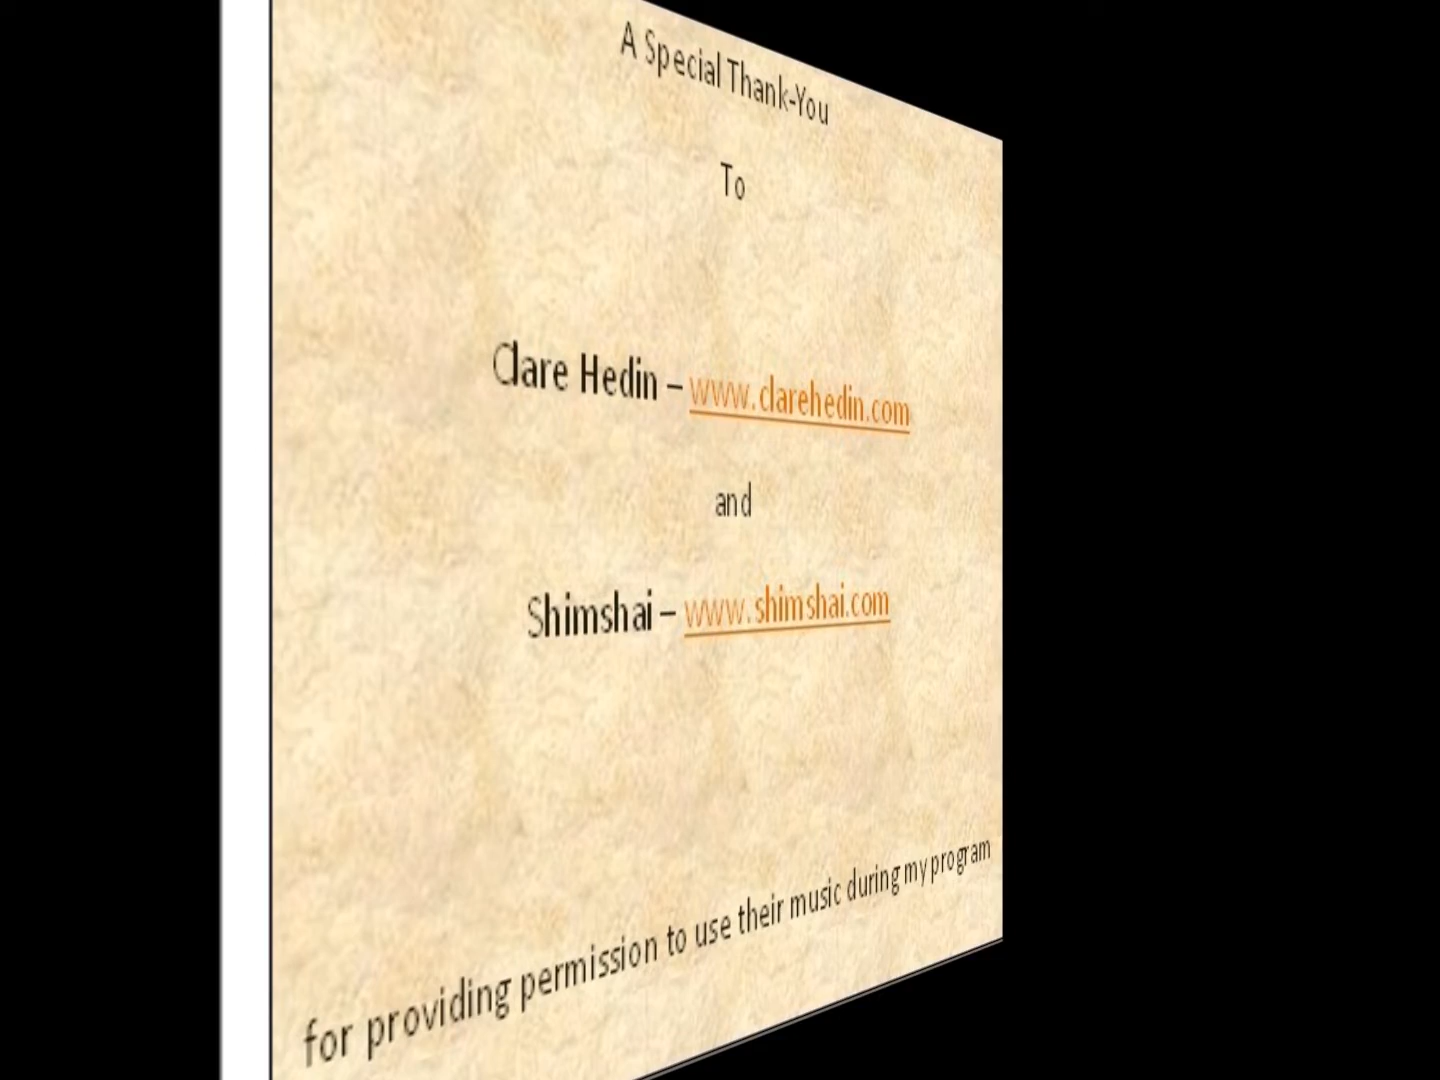 A Special Thank-You
To
Clare Hedin – www.clarehedin.com
and
Shimshai – www.shimshai.com
for providing permission to use their music during my program